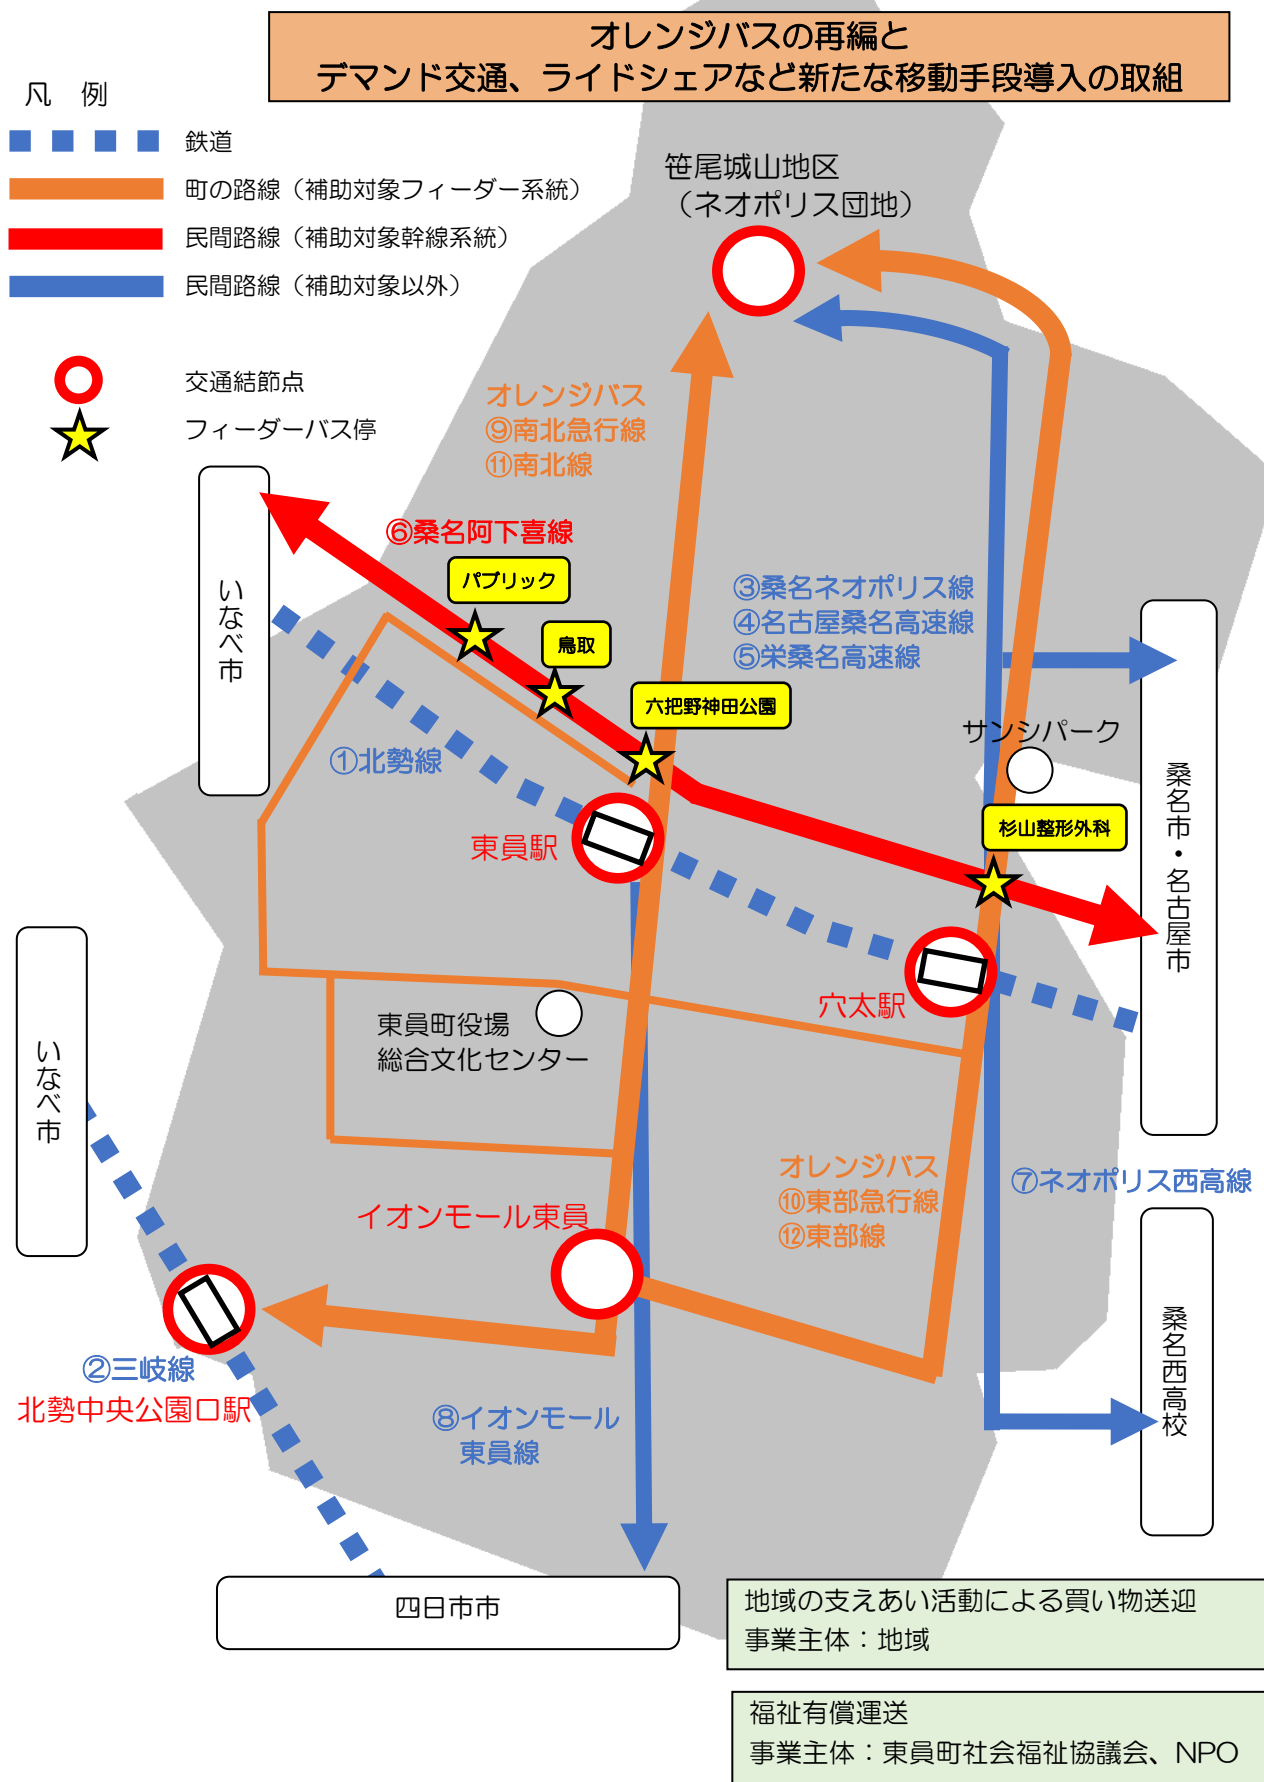 オレンジバスの再編と
デマンド交通、ライドシェアなど新たな移動手段導入の取組
凡　例
鉄道
町の路線（補助対象フィーダー系統）
民間路線（補助対象幹線系統）
民間路線（補助対象以外）
交通結節点
フィーダーバス停
笹尾城山地区
（ネオポリス団地）
オレンジバス
⑨南北急行線
⑪南北線
⑥桑名阿下喜線
パブリック
鳥取
六把野神田公園
③桑名ネオポリス線
④名古屋桑名高速線
⑤栄桑名高速線
いなべ市
①北勢線
サンシパーク
杉山整形外科
東員駅
桑名市・名古屋市
穴太駅
東員町役場
総合文化センター
いなべ市
オレンジバス
⑩東部急行線
⑫東部線
⑦ネオポリス西高線
イオンモール東員
桑名西高校
②三岐線
北勢中央公園口駅
⑧イオンモール
東員線
四日市市
地域の支えあい活動による買い物送迎
事業主体：地域
福祉有償運送
事業主体：東員町社会福祉協議会、NPO